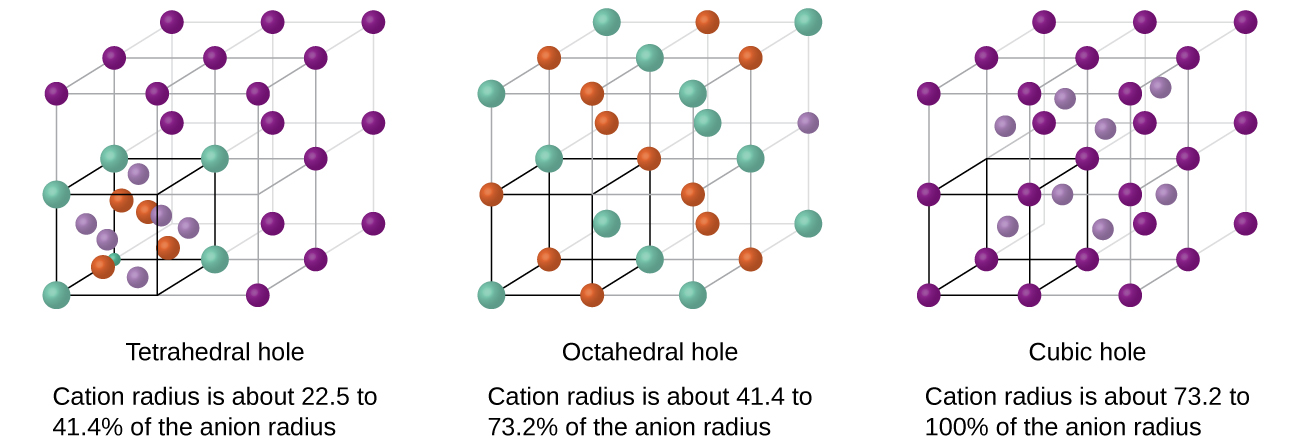 Tetrahedral hole
Cation radius is about 22.5 to
41.4% of the anion radius
Octahedral hole
Cation radius is about 41.4 to
73.2% of the anion radius
Cubic hole
Cation radius is about 73.2 to
100% of the anion radius